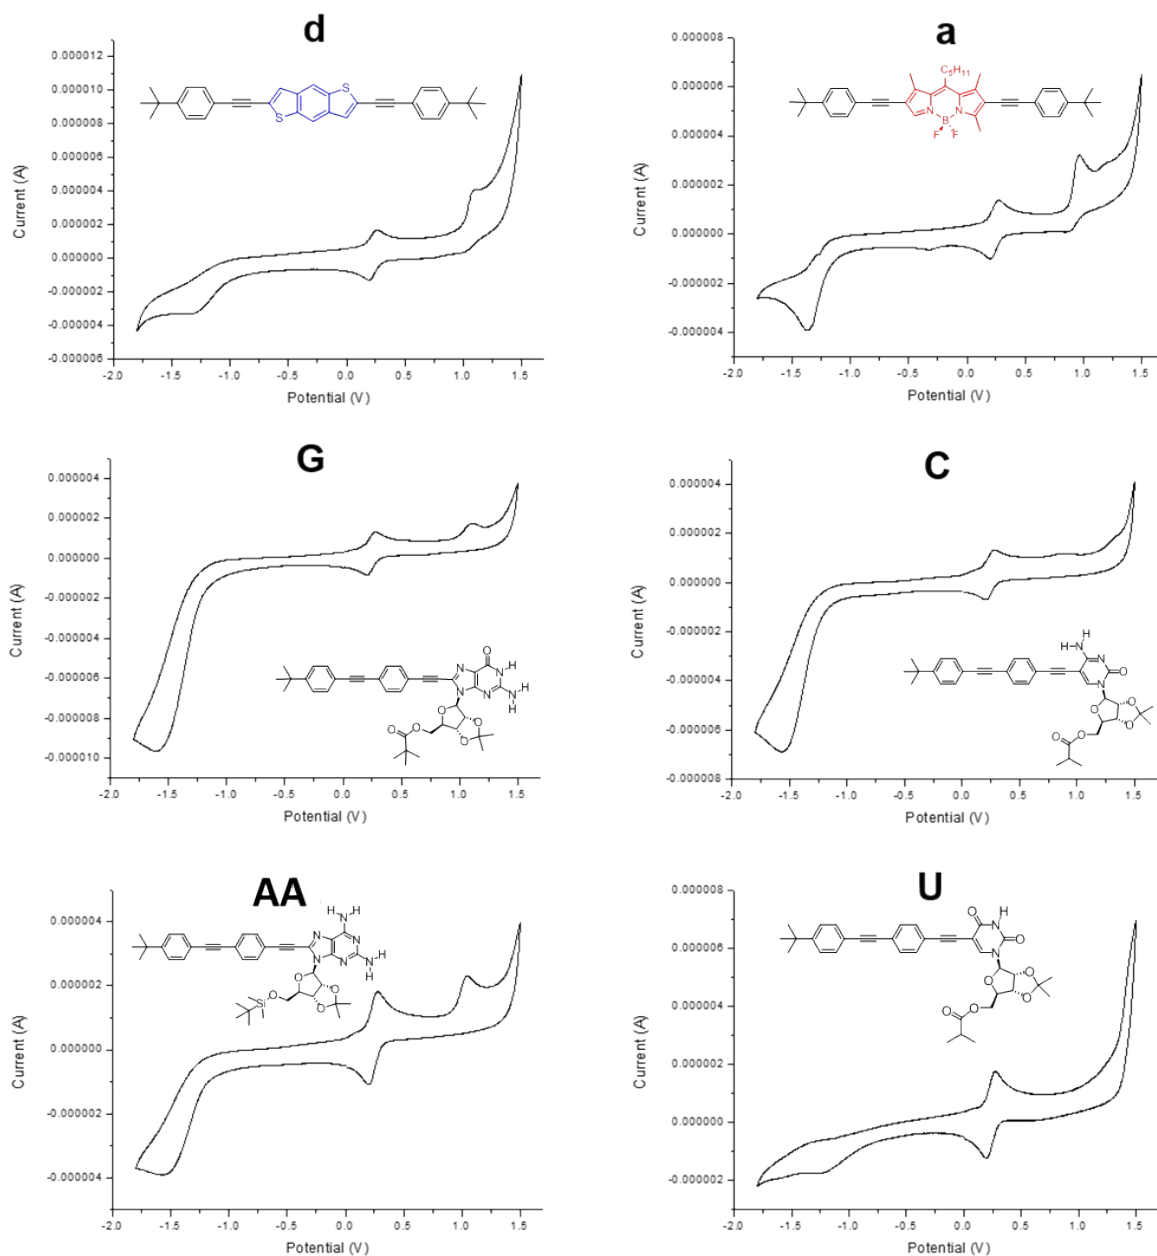 d
0.000012
0.000010
0.000008
0.000006
0.000004
0.000002
0.000000
-0.000002
-0.000004
-0.000006
Current (A)
S
S
-2.0 -1.5 -1.0 -0.5 0.0 0.5 1.0 1.5
Potential (V)
a
0.000008
0.000006
0.000004
0.000002
0.000000
-0.000002
-0.000004
Current (A)
C5H11
N N
B
F F
-2.0 -1.5 -1.0 -0.5 0.0 0.5 1.0 1.5
Potential (V)
G
0.000004
0.000002
0.000000
-0.000002
-0.000004
-0.000006
-0.000008
-0.000010
Current (A)
O
N N-H
N N N-H
H
O
O
O O O
-2.0 -1.5 -1.0 -0.5 0.0 0.5 1.0 1.5
Potential (V)
C
0.000004
0.000002
0.000000
-0.000002
-0.000004
-0.000006
-0.000008
Current (A)
H
H-N
N
N O
O
O
O O O
-2.0 -1.5 -1.0 -0.5 0.0 0.5 1.0 1.5
Potential (V)
AA
0.000004
0.000002
0.000000
-0.000002
-0.000004
Current (A)
H N-H
N N
N N N-H
H
O
O
Si O O
-2.0 -1.5 -1.0 -0.5 0.0 0.5 1.0 1.5
Potential (V)
U
0.000008
0.000006
0.000004
0.000002
0.000000
-0.000002
Current (A)
O N H
N O
O
O
O O O
-2.0 -1.5 -1.0 -0.5 0.0 0.5 1.0 1.5
Potential (V)